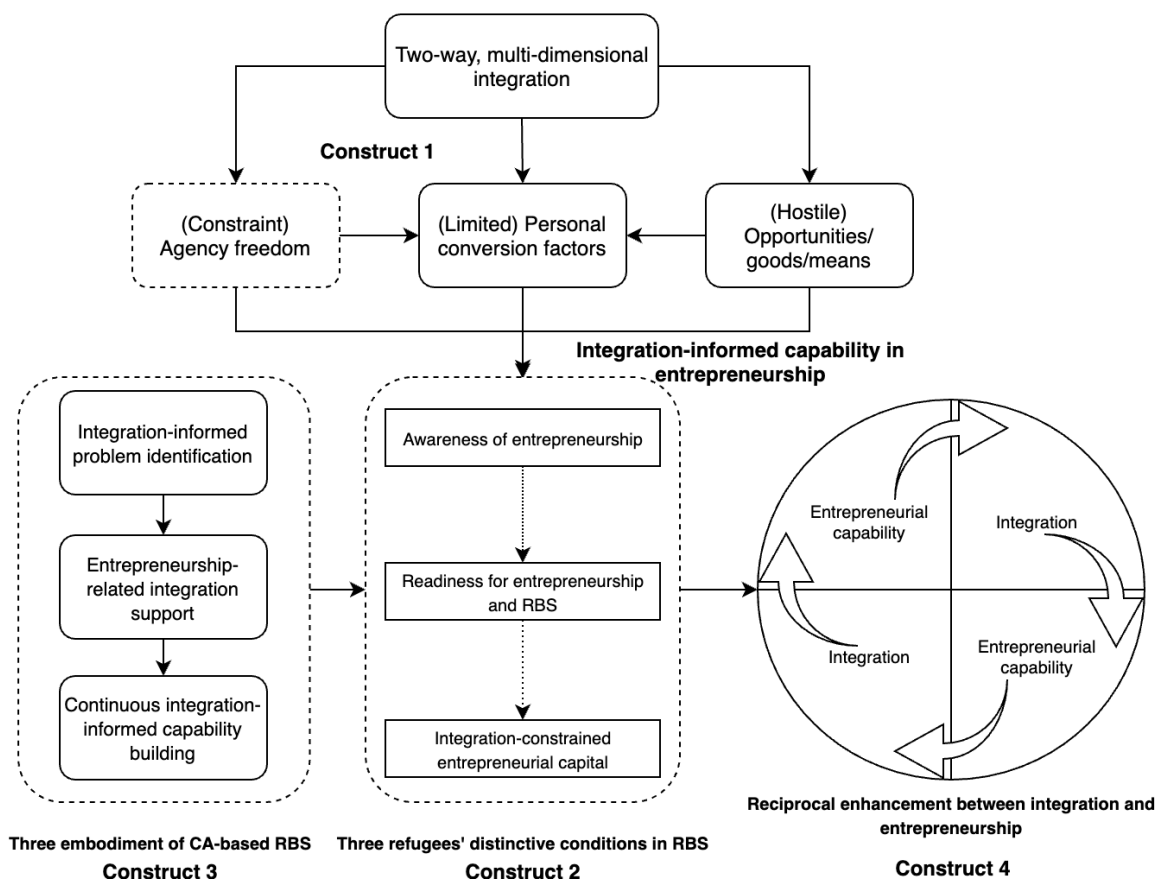 Two-way, multi-dimensional
integration
Construct 1
(Constraint)
Agency freedom
(Limited) Personal
conversion factors
(Hostile)
Opportunities/
goods/means
Integration-informed capability in
entrepreneurship
Integration-informed
problem identification
Entrepreneurship-
related integration
support
Continuous integration-
informed capability
building
Awareness of entrepreneurship
Readiness for entrepreneurship
and RBS
Integration-constrained
entrepreneurial capital
Entrepreneurial
capability
Integration
Integration
Entrepreneurial
capability
Three embodiment of CA-based RBS
Construct 3
Three refugees' distinctive conditions in RBS
Construct 2
Reciprocal enhancement between integration and
entrepreneurship
Construct 4